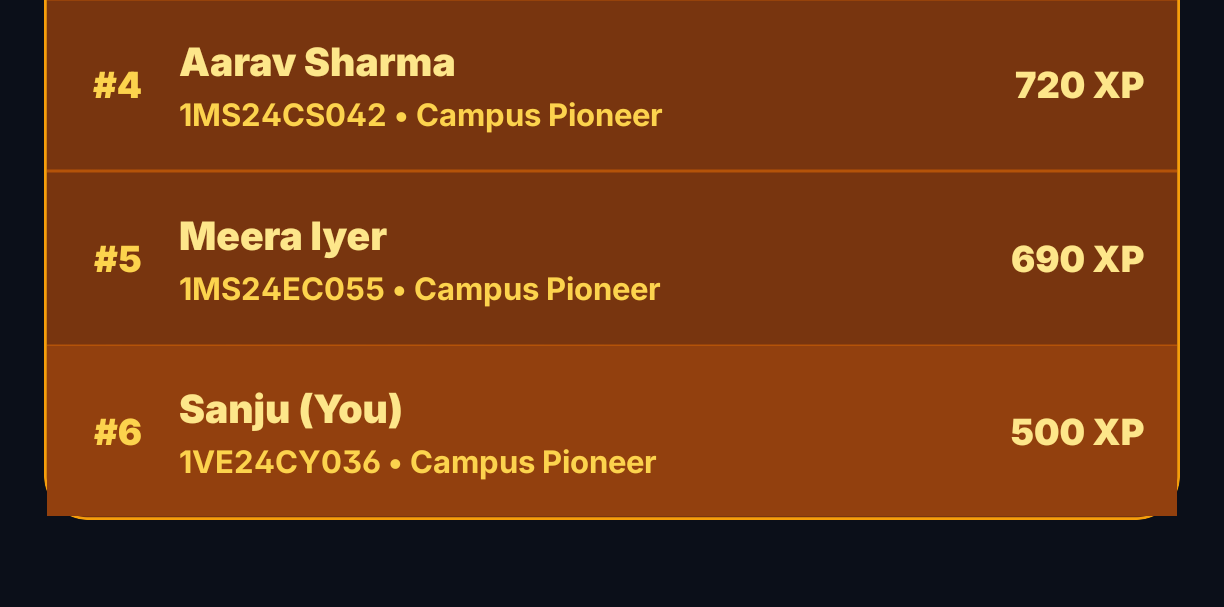 #4
Aarav Sharma
1MS24CS042 • Campus Pioneer
720 XP
#5
Meera Iyer
1MS24EC055 • Campus Pioneer
690 XP
#6
Sanju (You)
1VE24CY036 • Campus Pioneer
500 XP